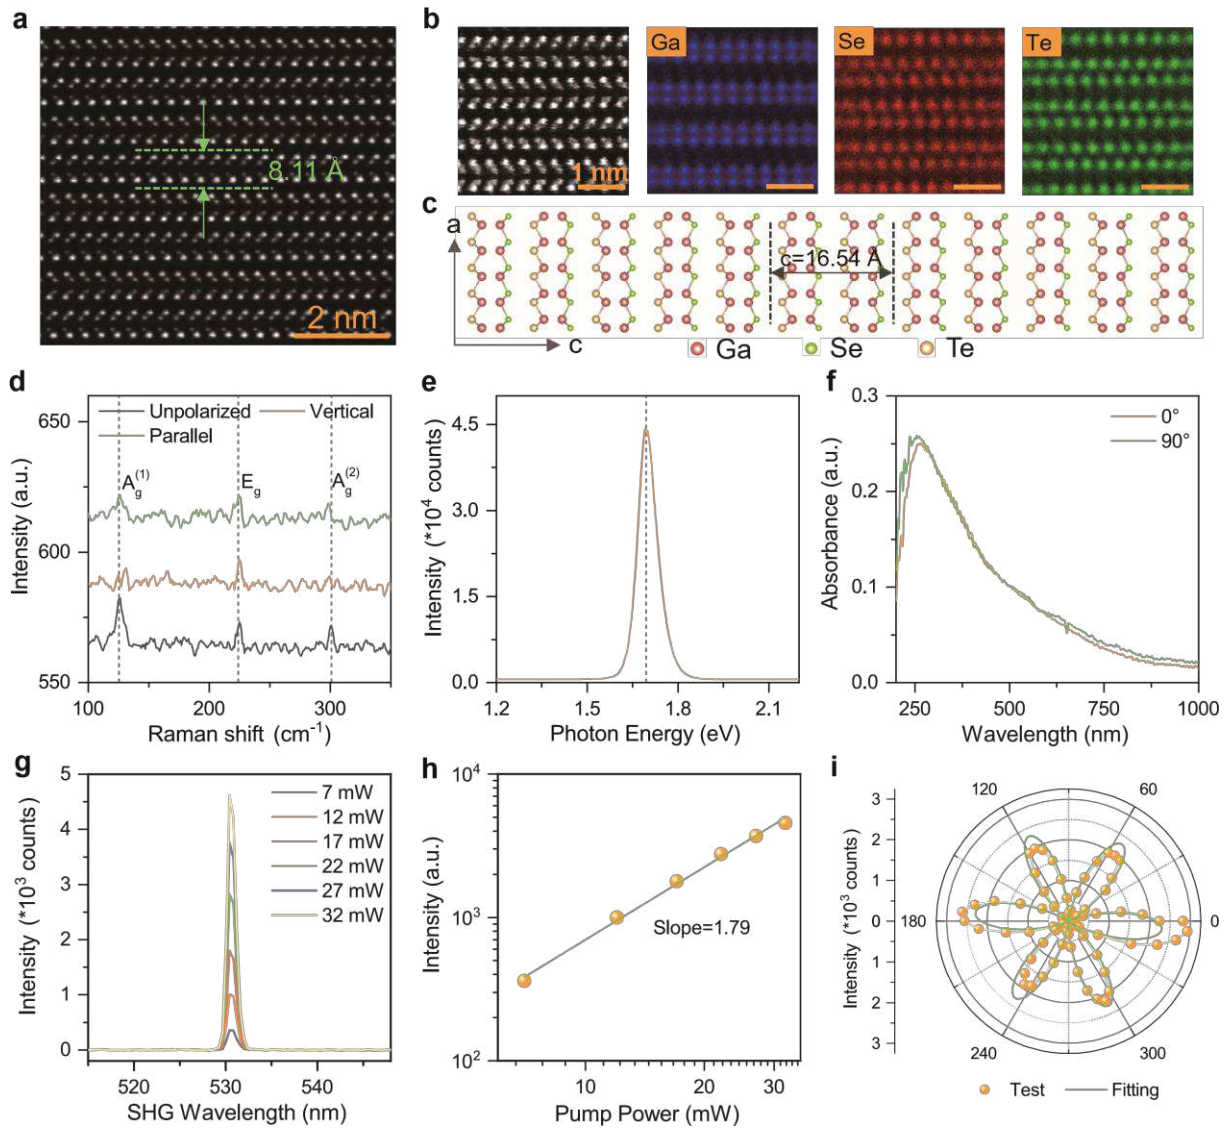 a
8.11 Å
2 nm
b
Ga
Se
Te
1 nm
c
a
c=16.54 Å
c
Ga
Se
Te
d
Intensity (a.u.)
650
600
550
Unpolarized
Vertical
Parallel
A_g^(1)
E_g
A_g^(2)
100
200
300
Raman shift (cm⁻¹)
e
Intensity (*10⁴ counts)
4.5
3.0
1.5
0.0
1.2
1.5
1.8
2.1
Photon Energy (eV)
f
Absorbance (a.u.)
0.3
0.2
0.1
0.0
0°
90°
250
500
750
1000
Wavelength (nm)
g
Intensity (*10³ counts)
5
4
3
2
1
0
7 mW
12 mW
17 mW
22 mW
27 mW
32 mW
520
530
540
SHG Wavelength (nm)
h
Intensity (a.u.)
10⁴
10³
10²
Slope=1.79
10
20
30
Pump Power (mW)
i
Intensity (*10³ counts)
3
2
1
0
1
2
3
120
60
180
0
240
300
Test
Fitting